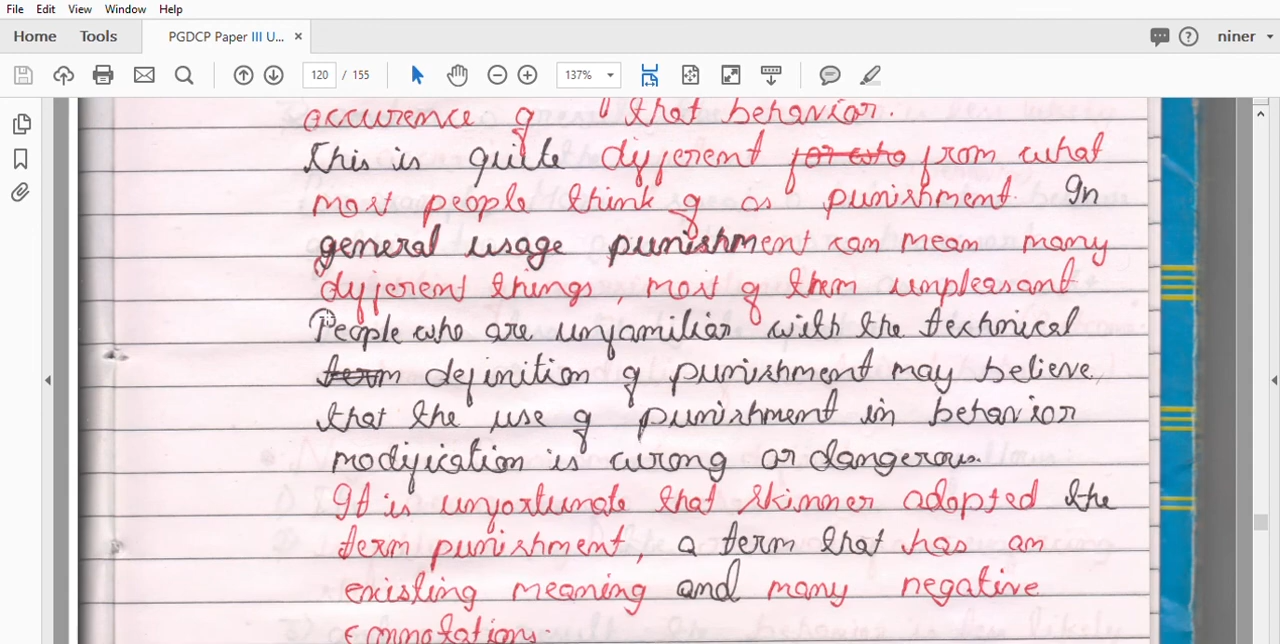 File Edit View Window Help
Home Tools PGDCP Paper III U... × niner
120 / 155 137%
occurence of that behavior.
This is quite different for who from what
most people think of as punishment. In
general usage punishment can mean many
different things, most of them unpleasant.
People who are unfamiliar with the technical
term definition of punishment may believe
that the use of punishment in behavior
modification is wrong or dangerous.
It is unfortunate that skinner adopted the
term punishment, a term that has an
existing meaning and many negative
connotations.